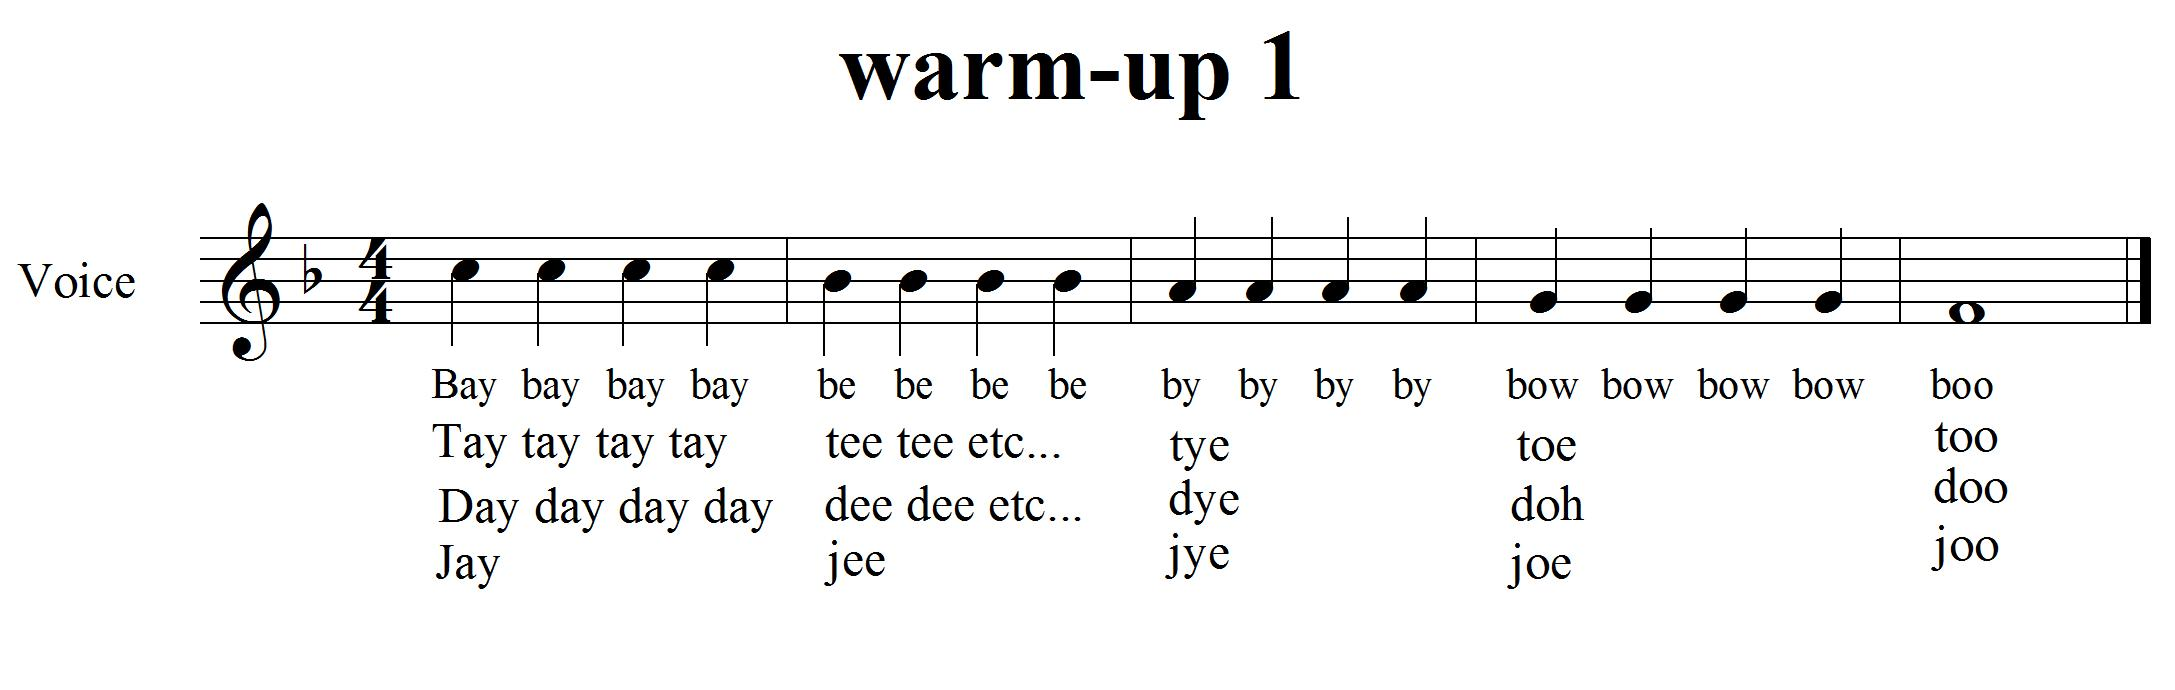 warm-up 1
Voice
4
4
Bay bay bay bay be be be be by by by by bow bow bow bow boo
Tay tay tay tay tee tee etc... tye toe too
Day day day day dee dee etc... dye doh doo
Jay jee jye joe joo